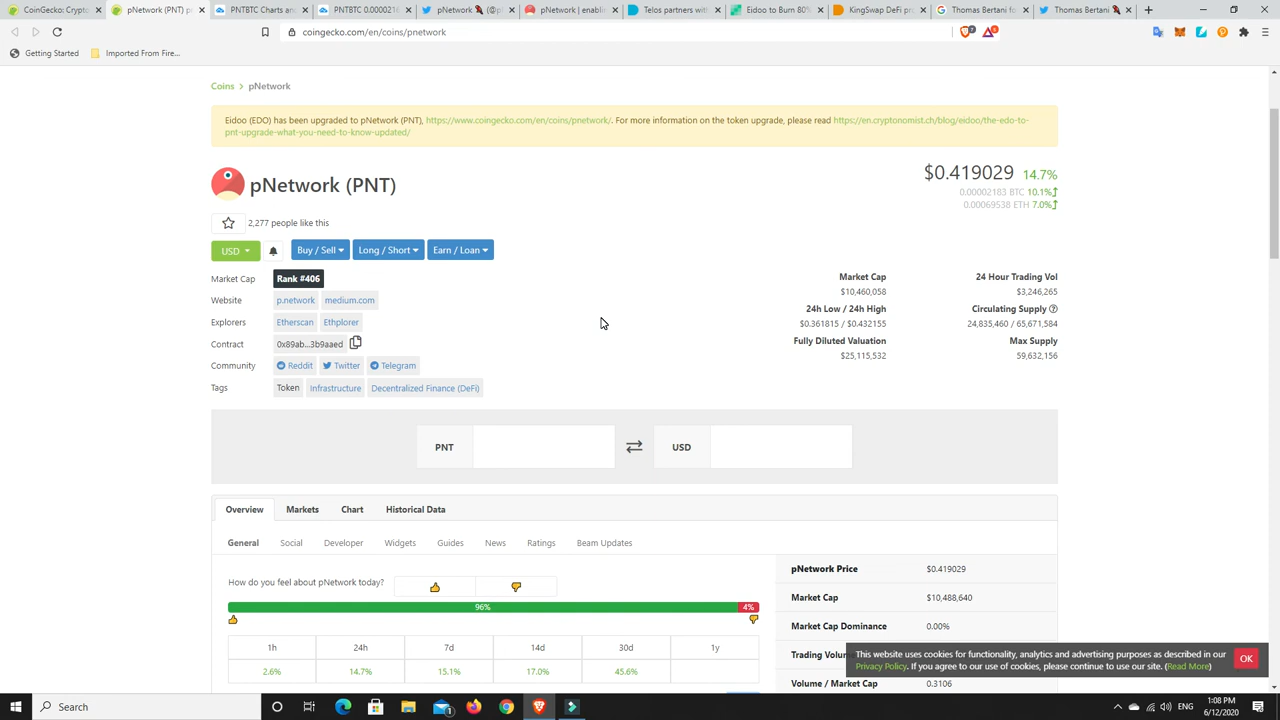 CoinGecko: Crypto
pNetwork (PNT) p
PNTBTC Charts an
PNTBTC 0.0000216
pNetwork
pNetwork | enablin
Telos partners wit
Eidoo to Burn 80%
KingSwap DeFi pro
Thomas Bertani fo
Thomas Bertani
coingecko.com/en/coins/pnetwork
Getting Started
Imported From Fire...
Coins > pNetwork
Eidoo (EDO) has been upgraded to pNetwork (PNT), https://www.coingecko.com/en/coins/pnetwork/. For more information on the token upgrade, please read https://en.cryptonomist.ch/blog/eidoo/the-edo-to-
pnt-upgrade-what-you-need-to-know-updated/
pNetwork (PNT)
$0.419029 14.7%
0.00002183 BTC 10.1%
0.00069538 ETH 7.0%
2,277 people like this
USD
Buy / Sell
Long / Short
Earn / Loan
Market Cap Rank #406
Website p.network medium.com
Explorers Etherscan Ethplorer
Contract 0x89ab...3b9aaed
Community Reddit Twitter Telegram
Tags Token Infrastructure Decentralized Finance (DeFi)
Market Cap
$10,460,058
24 Hour Trading Vol
$3,246,265
24h Low / 24h High
$0.361815 / $0.432155
Circulating Supply
24,835,460 / 65,671,584
Fully Diluted Valuation
$25,115,532
Max Supply
59,632,156
PNT
USD
Overview Markets Chart Historical Data
General Social Developer Widgets Guides News Ratings Beam Updates
How do you feel about pNetwork today?
96% 4%
1h 24h 7d 14d 30d 1y
2.6% 14.7% 15.1% 17.0% 45.6%
pNetwork Price $0.419029
Market Cap $10,488,640
Market Cap Dominance 0.00%
Trading Volu
Volume / Market Cap 0.3106
This website uses cookies for functionality, analytics and advertising purposes as described in our
Privacy Policy. If you agree to our use of cookies, please continue to use our site. (Read More)
OK
Search
ENG
1:08 PM
6/12/2020